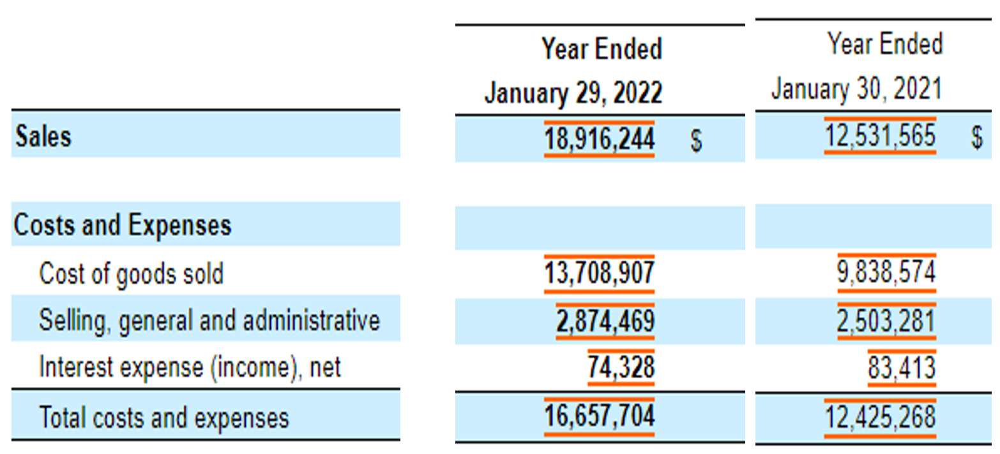 Year Ended Year Ended
January 29, 2022 January 30, 2021
Sales 18,916,244 $ 12,531,565 $
Costs and Expenses
Cost of goods sold 13,708,907 9,838,574
Selling, general and administrative 2,874,469 2,503,281
Interest expense (income), net 74,328 83,413
Total costs and expenses 16,657,704 12,425,268